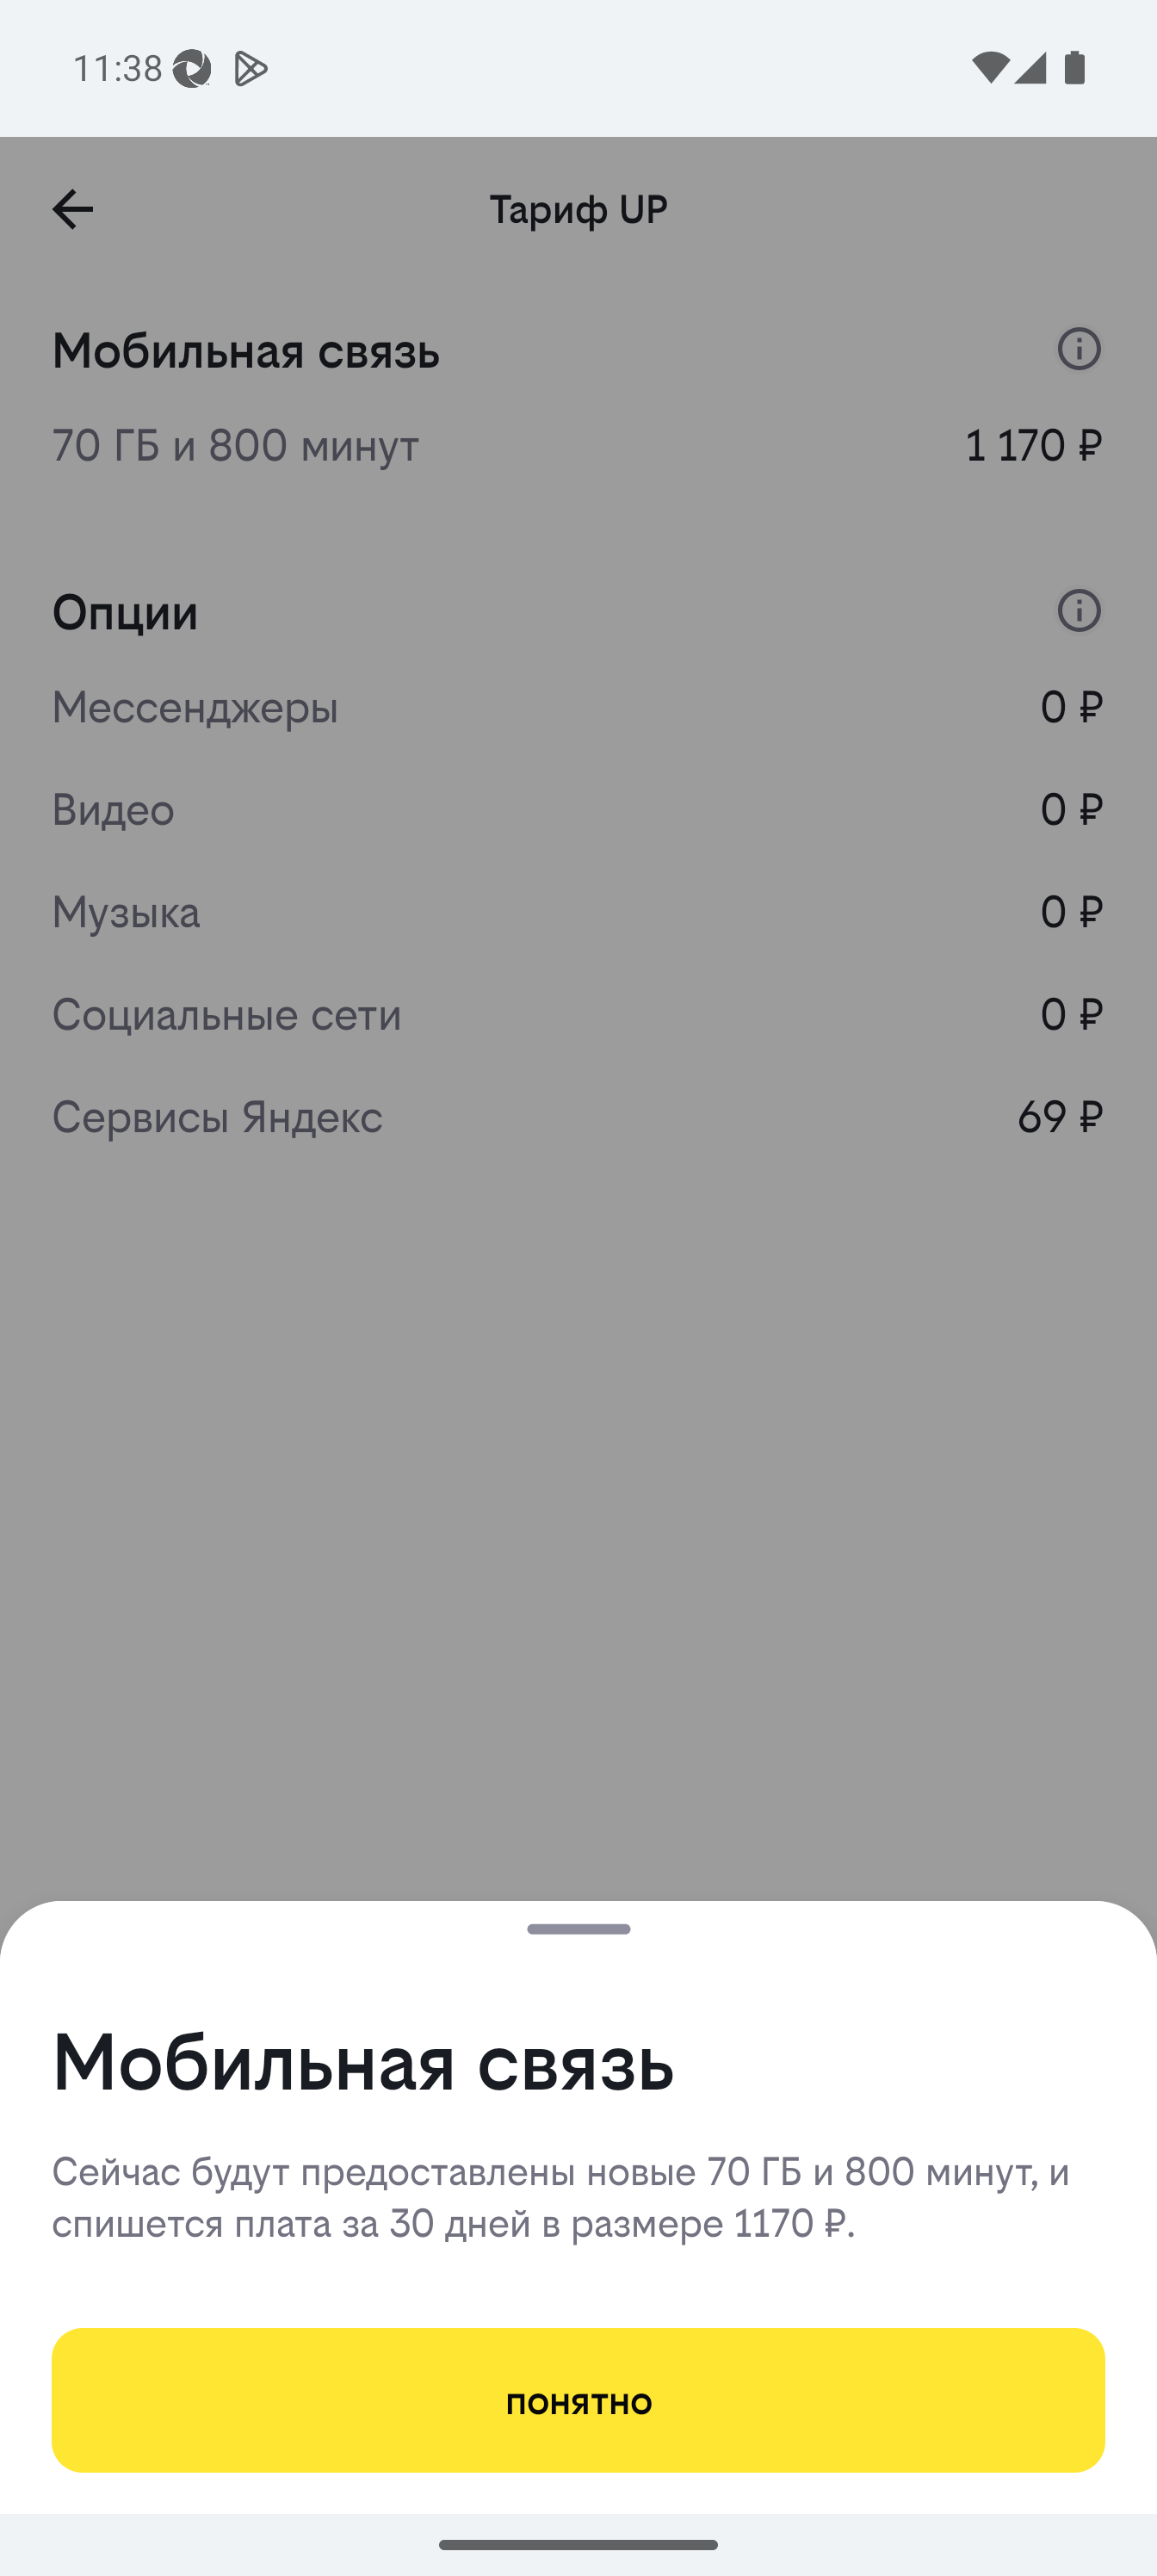 11:38
Тариф UP
Мобильная связь
70 ГБ и 800 минут 1 170 ₽
Опции
Мессенджеры 0 ₽
Видео 0 ₽
Музыка 0 ₽
Социальные сети 0 ₽
Сервисы Яндекс 69 ₽
Мобильная связь
Сейчас будут предоставлены новые 70 ГБ и 800 минут, и
спишется плата за 30 дней в размере 1170 ₽.
понятно